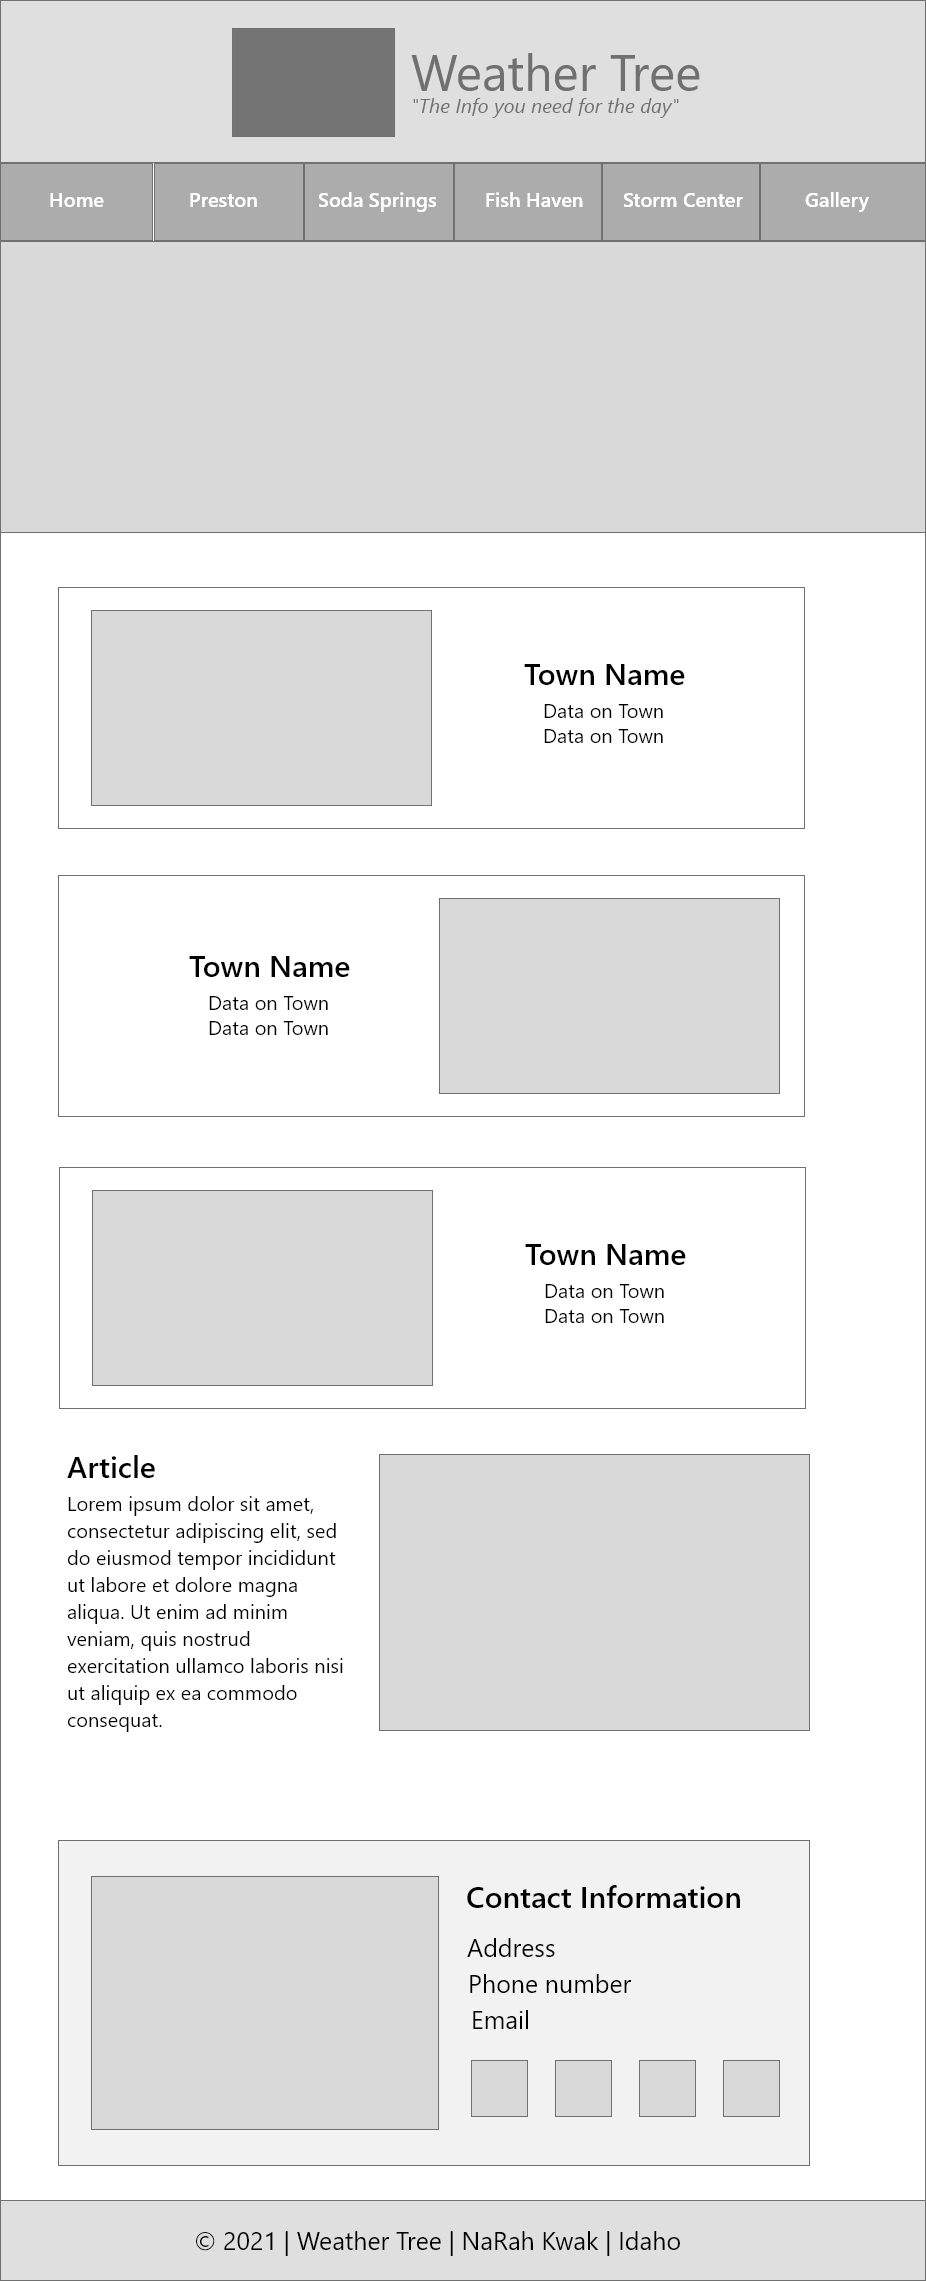 Weather Tree
"The Info you need for the day"
Home
Preston
Soda Springs
Fish Haven
Storm Center
Gallery
Town Name
Data on Town
Data on Town
Town Name
Data on Town
Data on Town
Town Name
Data on Town
Data on Town
Article
Lorem ipsum dolor sit amet,
consectetur adipiscing elit, sed
do eiusmod tempor incididunt
ut labore et dolore magna
aliqua. Ut enim ad minim
veniam, quis nostrud
exercitation ullamco laboris nisi
ut aliquip ex ea commodo
consequat.
Contact Information
Address
Phone number
Email
© 2021 | Weather Tree | NaRah Kwak | Idaho